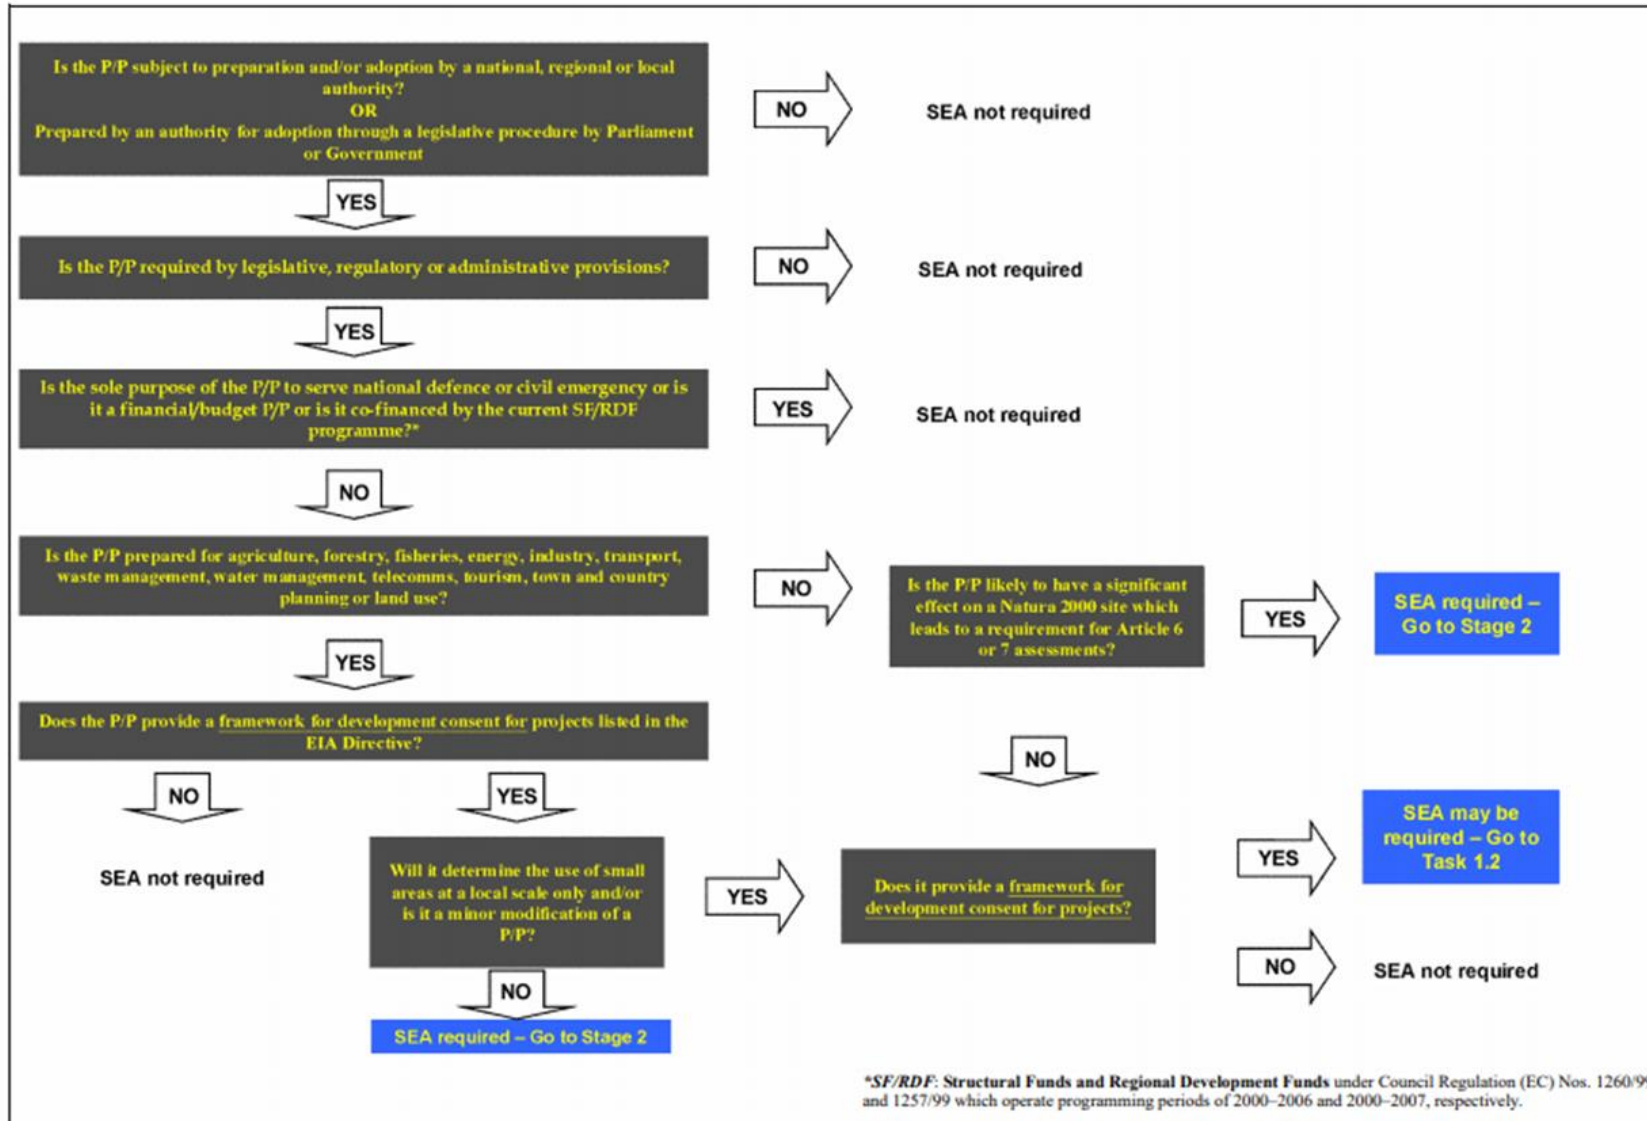 Is the P/P subject to preparation and/or adoption by a national, regional or local
authority?
OR
Prepared by an authority for adoption through a legislative procedure by Parliament
or Government
NO
SEA not required
YES
Is the P/P required by legislative, regulatory or administrative provisions?
NO
SEA not required
YES
Is the sole purpose of the P/P to serve national defence or civil emergency or is
it a financial/budget P/P or is it co-financed by the current SF/RDF
programme?*
YES
SEA not required
NO
Is the P/P prepared for agriculture, forestry, fisheries, energy, industry, transport,
waste management, water management, telecomms, tourism, town and country
planning or land use?
NO
Is the P/P likely to have a significant
effect on a Natura 2000 site which
leads to a requirement for Article 6
or 7 assessments?
YES
SEA required –
Go to Stage 2
YES
Does the P/P provide a framework for development consent for projects listed in the
EIA Directive?
NO
NO
SEA not required
YES
Will it determine the use of small
areas at a local scale only and/or
is it a minor modification of a
P/P?
YES
Does it provide a framework for
development consent for projects?
YES
SEA may be
required – Go to
Task 1.2
NO
SEA not required
NO
SEA required – Go to Stage 2
*SF/RDF: Structural Funds and Regional Development Funds under Council Regulation (EC) Nos. 1260/99
and 1257/99 which operate programming periods of 2000–2006 and 2000–2007, respectively.